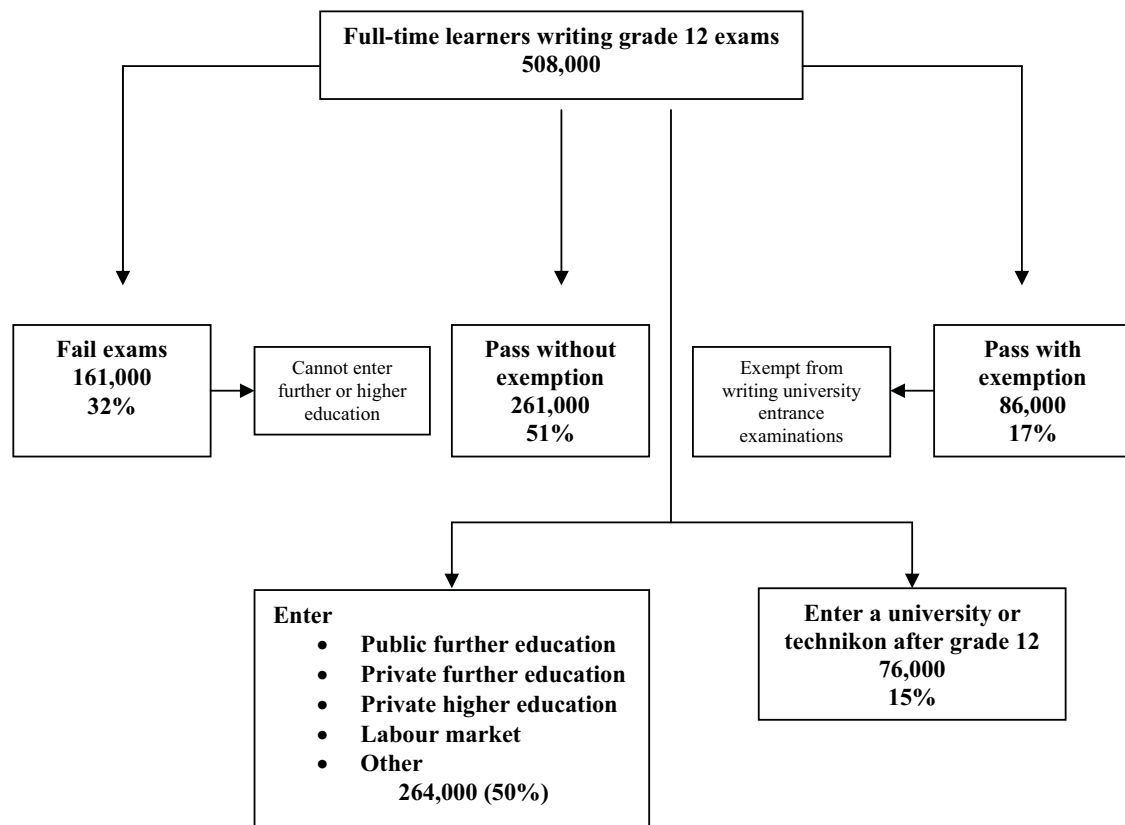 Full-time learners writing grade 12 exams
508,000
Fail exams
161,000
32%
Cannot enter
further or higher
education
Pass without
exemption
261,000
51%
Exempt from
writing university
entrance
examinations
Pass with
exemption
86,000
17%
Enter
• Public further education
• Private further education
• Private higher education
• Labour market
• Other
264,000 (50%)
Enter a university or
technikon after grade 12
76,000
15%